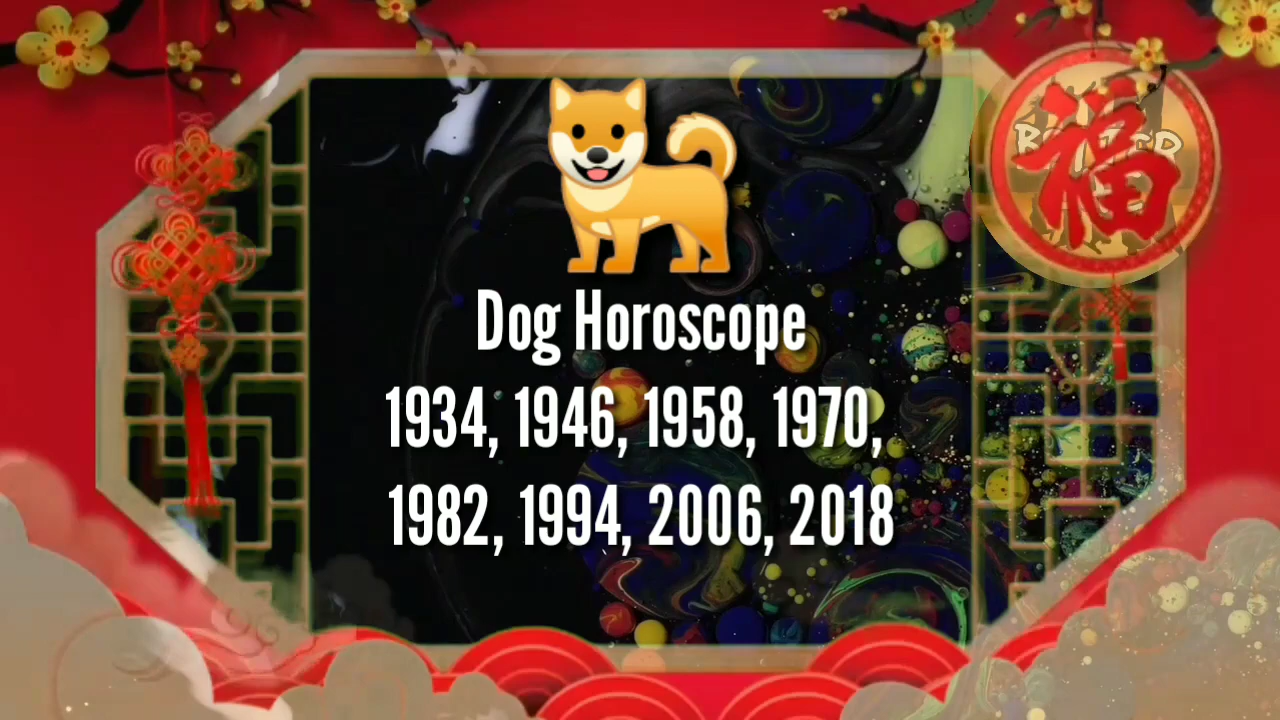 福
Dog Horoscope
1934, 1946, 1958, 1970,
1982, 1994, 2006, 2018